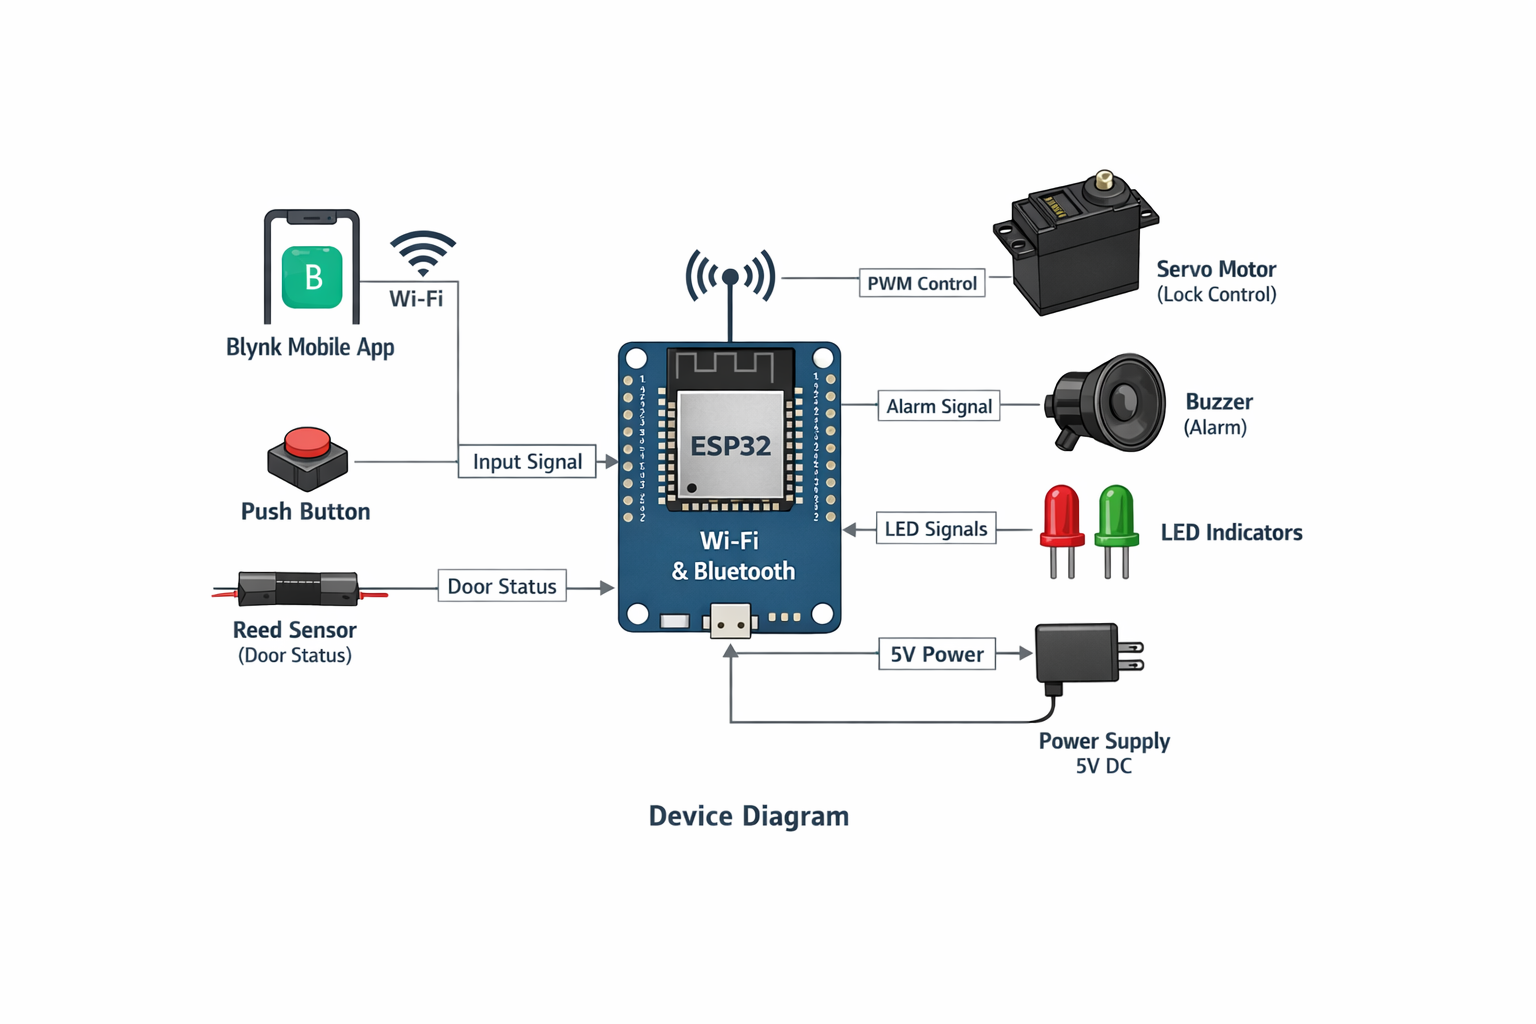 B
Wi-Fi
Blynk Mobile App
PWM Control
Servo Motor
(Lock Control)
Alarm Signal
Buzzer
(Alarm)
Input Signal
Push Button
ESP32
Wi-Fi
& Bluetooth
LED Signals
LED Indicators
Door Status
Reed Sensor
(Door Status)
5V Power
Power Supply
5V DC
Device Diagram